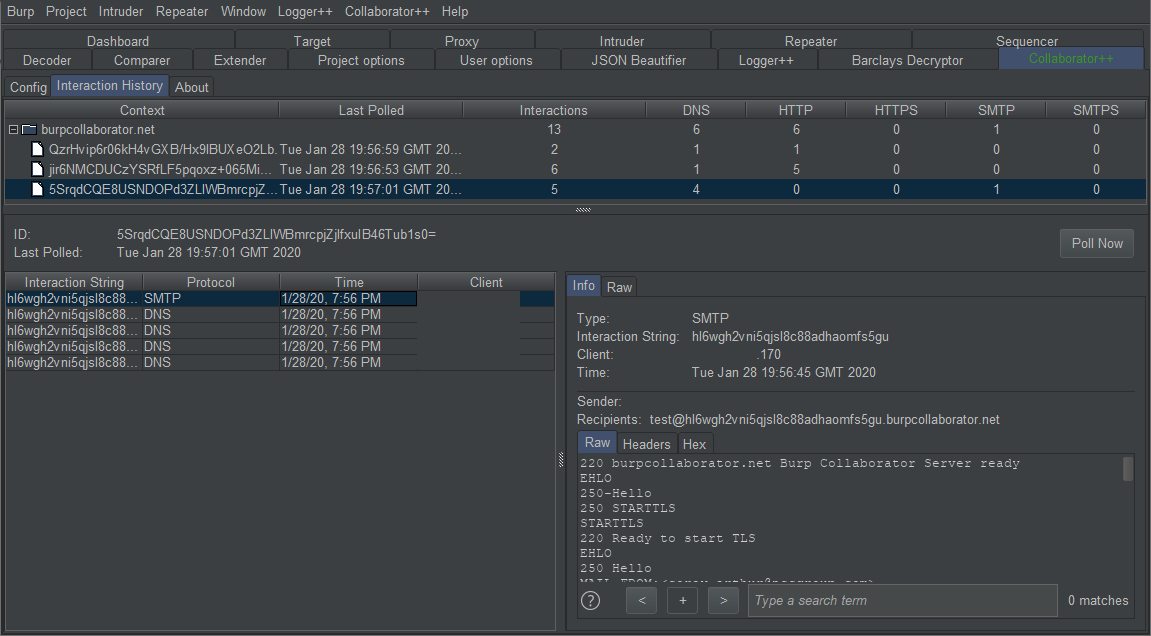 Burp Project Intruder Repeater Window Logger++ Collaborator++ Help
Dashboard Target Proxy Intruder Repeater Sequencer
Decoder Comparer Extender Project options User options JSON Beautifier Logger++ Barclays Decryptor Collaborator++
Config Interaction History About
Context Last Polled Interactions DNS HTTP HTTPS SMTP SMTPS
burpcollaborator.net 13 6 6 0 1 0
QzrHvip6r06kH4vGXB/Hx9lBUXeO2Lb. Tue Jan 28 19:56:59 GMT 20... 2 1 1 0 0 0
jir6NMCDUCzYSRfLF5pqoxz+065Mi... Tue Jan 28 19:56:53 GMT 20... 6 1 5 0 0 0
5SrqdCQE8USNDOPd3ZLIWBmrcpjZ... Tue Jan 28 19:57:01 GMT 20... 5 4 0 0 1 0
ID: 5SrqdCQE8USNDOPd3ZLIWBmrcpjZjlfxulB46Tub1s0=
Last Polled: Tue Jan 28 19:57:01 GMT 2020
Poll Now
Interaction String Protocol Time Client
hl6wgh2vni5qjsl8c88... SMTP 1/28/20, 7:56 PM
hl6wgh2vni5qjsl8c88... DNS 1/28/20, 7:56 PM
hl6wgh2vni5qjsl8c88... DNS 1/28/20, 7:56 PM
hl6wgh2vni5qjsl8c88... DNS 1/28/20, 7:56 PM
hl6wgh2vni5qjsl8c88... DNS 1/28/20, 7:56 PM
Info Raw
Type: SMTP
Interaction String: hl6wgh2vni5qjsl8c88adhaomfs5gu
Client: .170
Time: Tue Jan 28 19:56:45 GMT 2020
Sender:
Recipients: test@hl6wgh2vni5qjsl8c88adhaomfs5gu.burpcollaborator.net
Raw Headers Hex
220 burpcollaborator.net Burp Collaborator Server ready
EHLO
250-Hello
250 STARTTLS
STARTTLS
220 Ready to start TLS
EHLO
250 Hello
? < + > Type a search term 0 matches